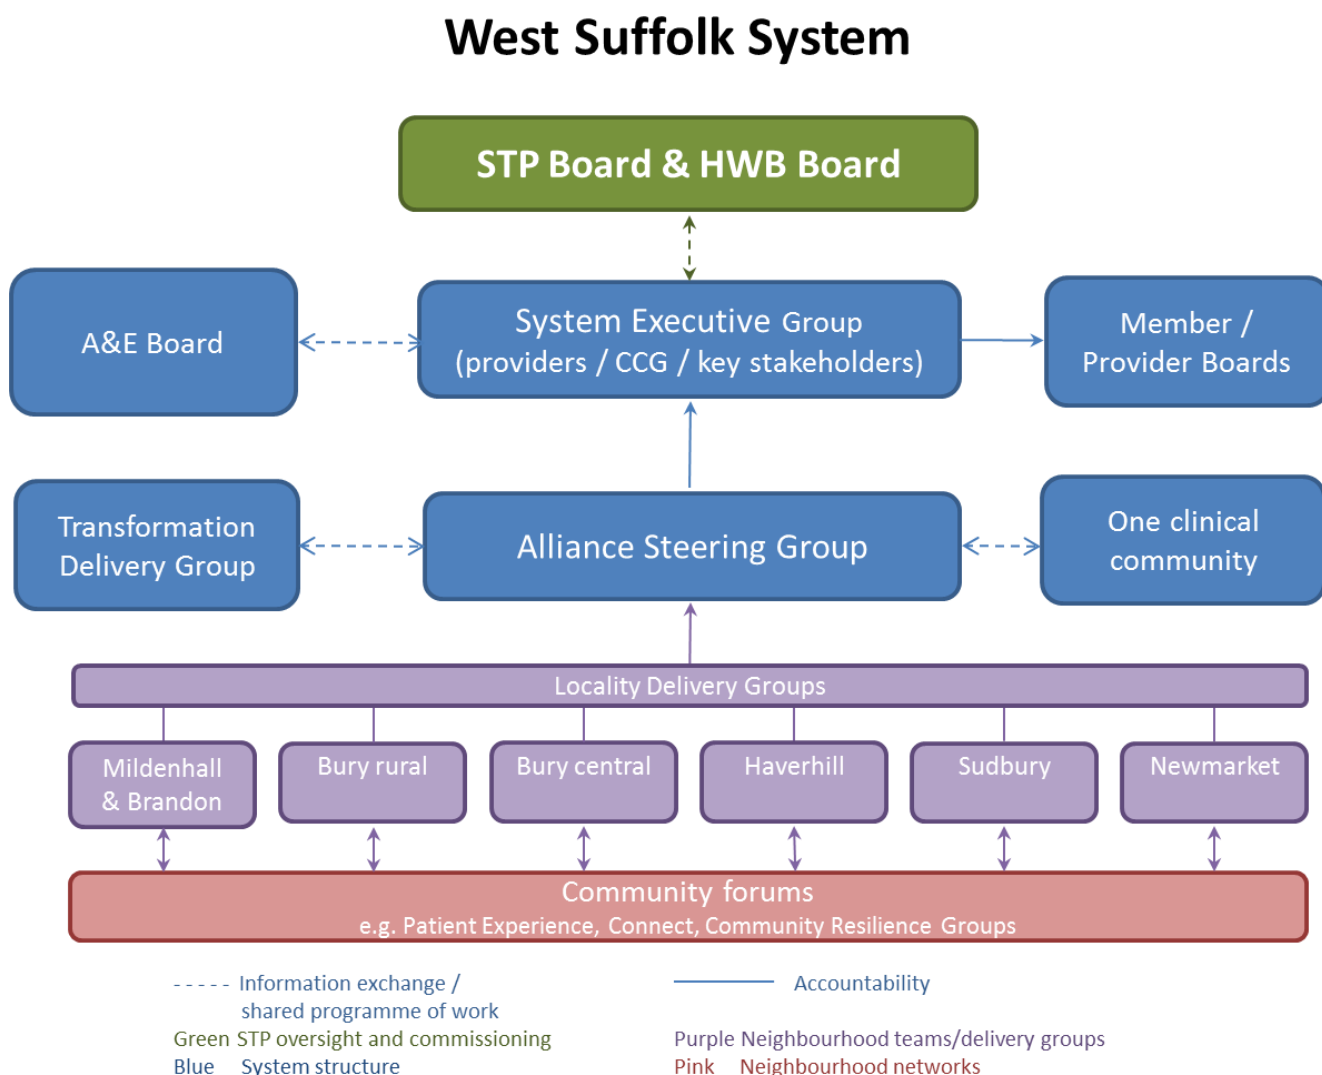 West Suffolk System
STP Board & HWB Board
A&E Board
System Executive Group
(providers / CCG / key stakeholders)
Member /
Provider Boards
Transformation
Delivery Group
Alliance Steering Group
One clinical
community
Locality Delivery Groups
Mildenhall
& Brandon
Bury rural
Bury central
Haverhill
Sudbury
Newmarket
Community forums
e.g. Patient Experience, Connect, Community Resilience Groups
----- Information exchange /
shared programme of work
Accountability
Green STP oversight and commissioning
Purple Neighbourhood teams/delivery groups
Blue System structure
Pink Neighbourhood networks